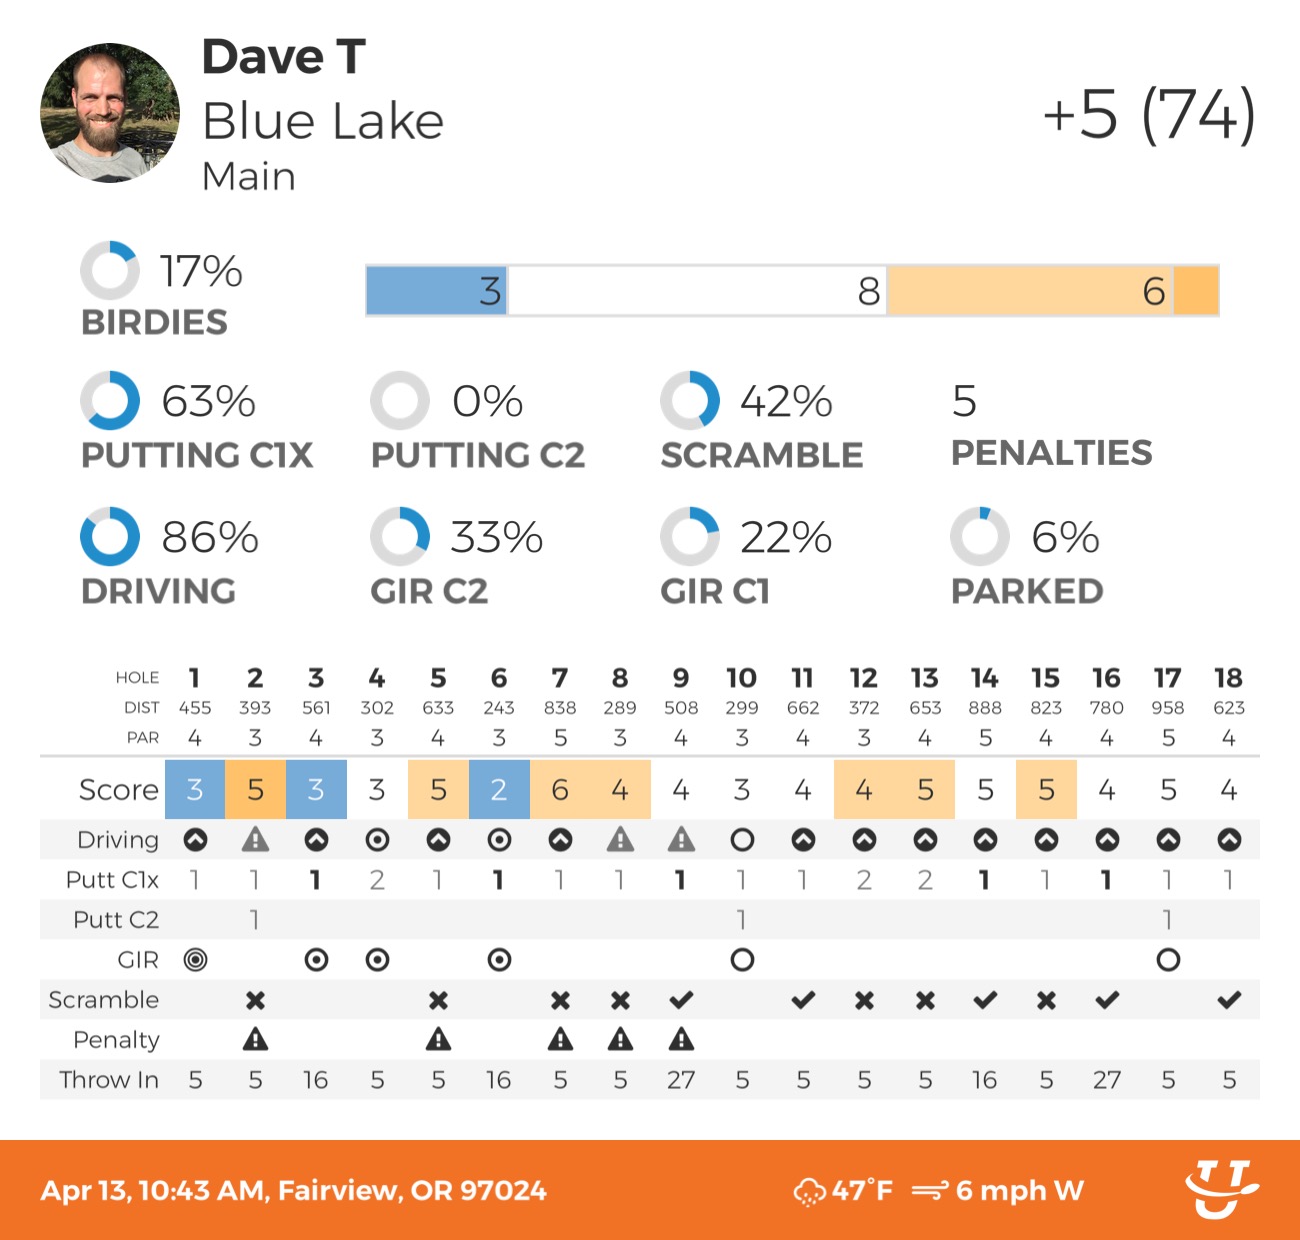 Dave T
Blue Lake
Main
+5 (74)
17%
BIRDIES
3 8 6
63%
PUTTING C1X
0%
PUTTING C2
42%
SCRAMBLE
5
PENALTIES
86%
DRIVING
33%
GIR C2
22%
GIR C1
6%
PARKED
HOLE 1 2 3 4 5 6 7 8 9 10 11 12 13 14 15 16 17 18
DIST 455 393 561 302 633 243 838 289 508 299 662 372 653 888 823 780 958 623
PAR 4 3 4 3 4 3 5 3 4 3 4 3 4 5 4 4 5 4
Score 3 5 3 3 5 2 6 4 4 3 4 4 5 5 5 4 5 4
Driving
Putt C1x 1 1 1 2 1 1 1 1 1 1 1 2 2 1 1 1 1 1
Putt C2 1 1 1
GIR
Scramble
Penalty
Throw In 5 5 16 5 5 16 5 5 27 5 5 5 5 16 5 27 5 5
Apr 13, 10:43 AM, Fairview, OR 97024
47°F 6 mph W